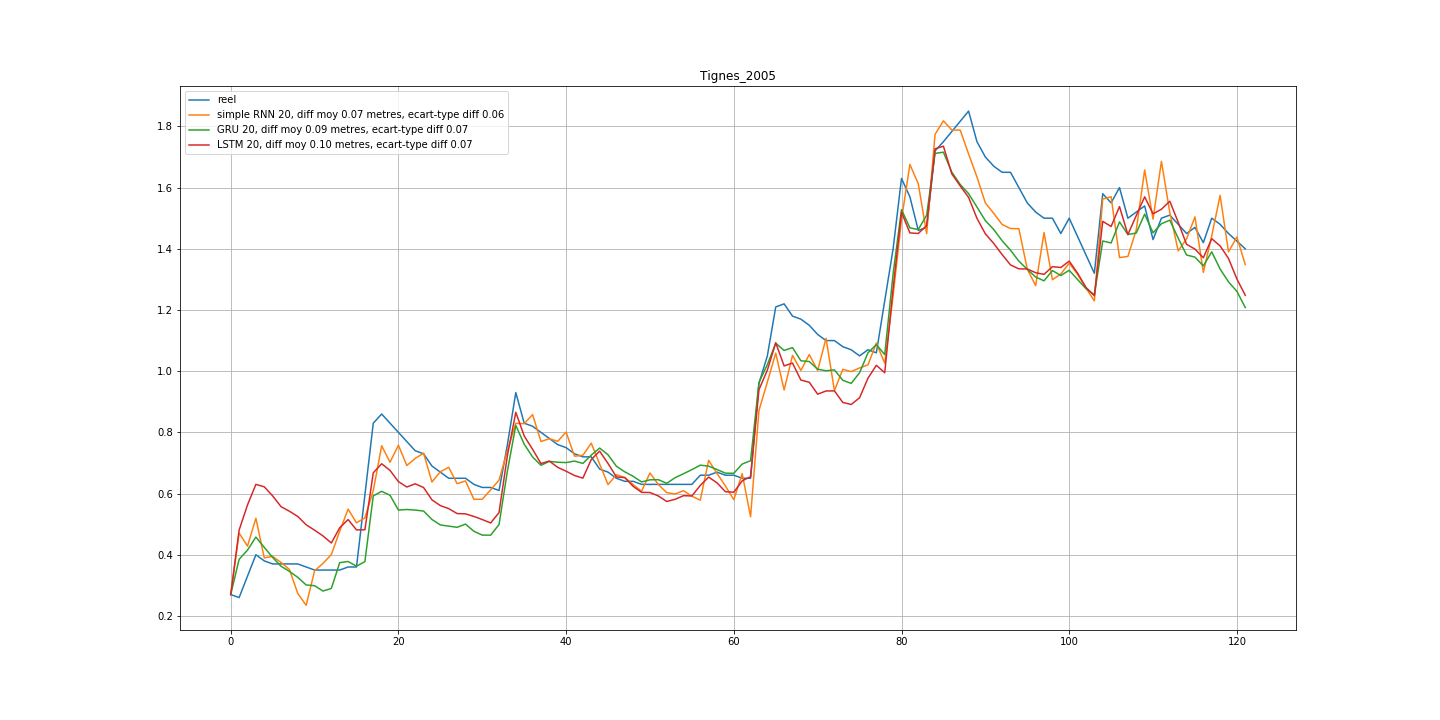 Tignes_2005
reel
simple RNN 20, diff moy 0.07 metres, ecart-type diff 0.06
GRU 20, diff moy 0.09 metres, ecart-type diff 0.07
LSTM 20, diff moy 0.10 metres, ecart-type diff 0.07
1.8
1.6
1.4
1.2
1.0
0.8
0.6
0.4
0.2
0 20 40 60 80 100 120